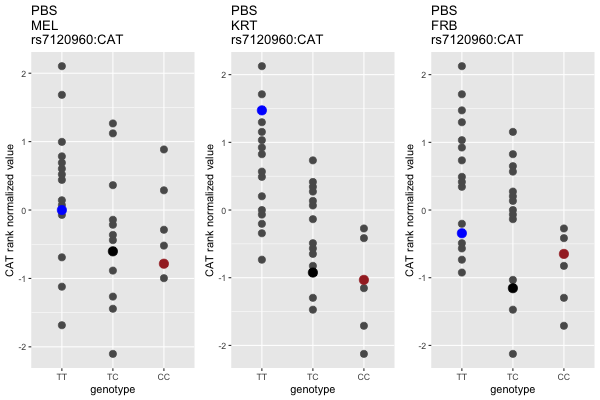 PBS
MEL
rs7120960:CAT
CAT rank normalized value
2
1
0
-1
-2
TT TC CC
genotype
PBS
KRT
rs7120960:CAT
CAT rank normalized value
2
1
0
-1
-2
TT TC CC
genotype
PBS
FRB
rs7120960:CAT
CAT rank normalized value
2
1
0
-1
-2
TT TC CC
genotype